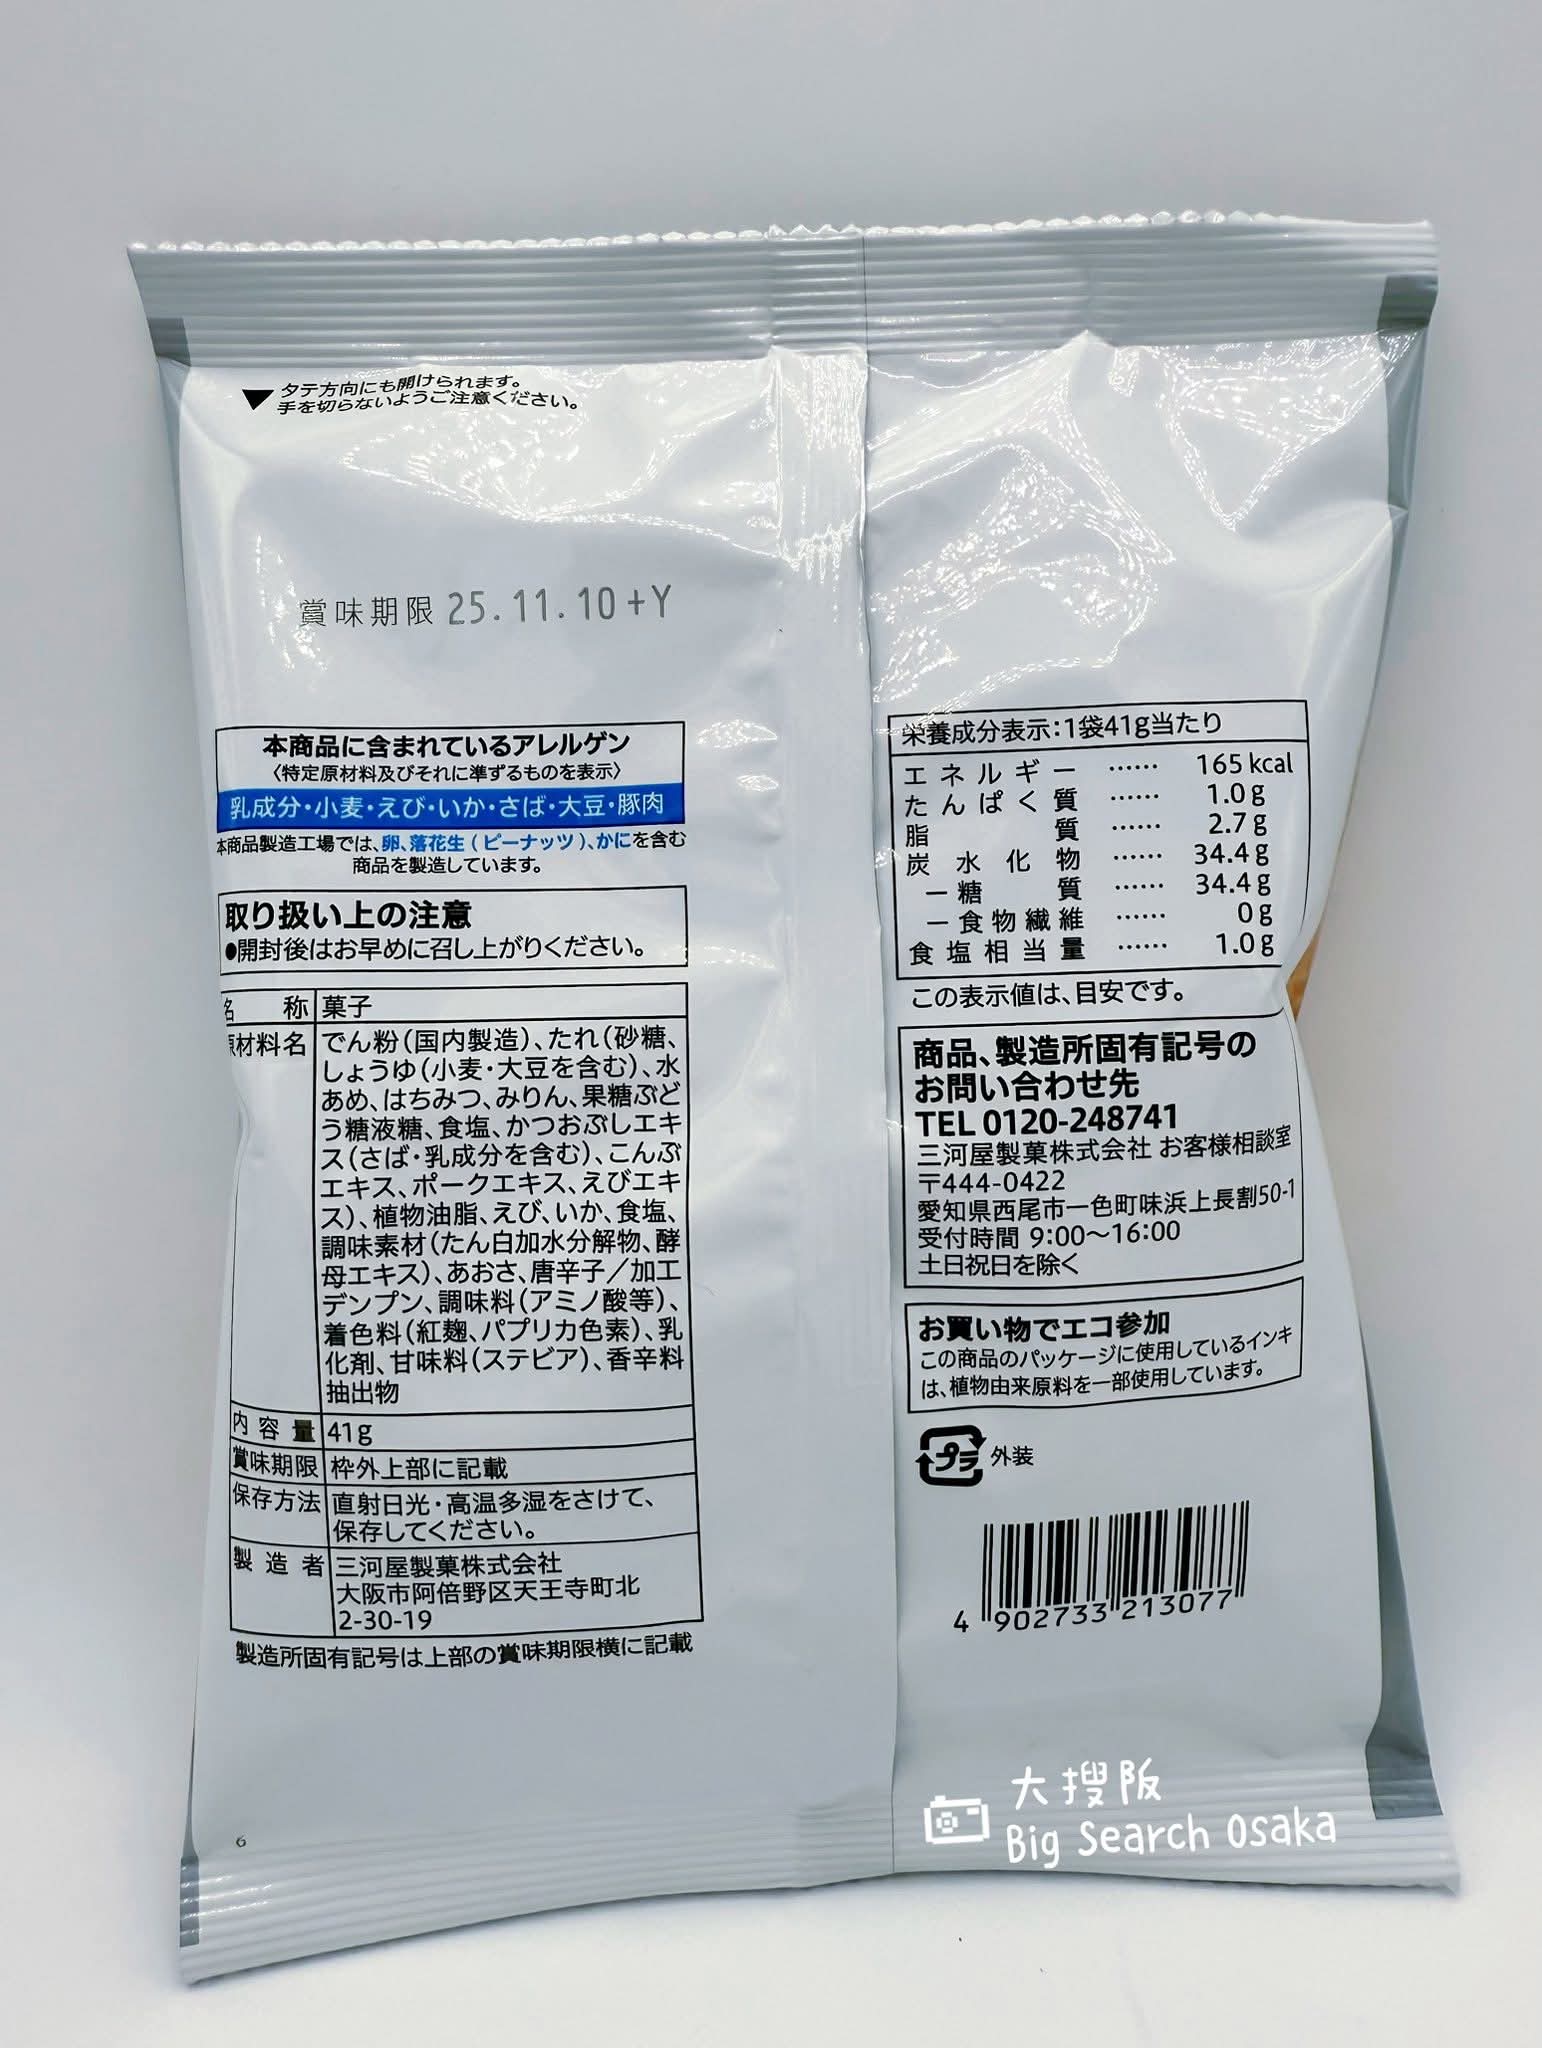 タテ方向にも開けられます。
手を切らないようご注意ください。
賞味期限 25.11.10+Y
本商品に含まれているアレルゲン
〈特定原材料及びそれに準ずるものを表示〉
乳成分・小麦・えび・いか・さば・大豆・豚肉
本商品製造工場では、卵、落花生(ピーナッツ)、かにを含む
商品を製造しています。
取り扱い上の注意
●開封後はお早めに召し上がりください。
名称 菓子
原材料名 でん粉(国内製造)、たれ(砂糖、
しょうゆ(小麦・大豆を含む)、水
あめ、はちみつ、みりん、果糖ぶど
う糖液糖、食塩、かつおぶしエキ
ス(さば・乳成分を含む)、こんぶ
エキス、ポークエキス、えびエキ
ス)、植物油脂、えび、いか、食塩、
調味素材(たん白加水分解物、酵
母エキス)、あおさ、唐辛子/加工
デンプン、調味料(アミノ酸等)、
着色料(紅麹、パプリカ色素)、乳
化剤、甘味料(ステビア)、香辛料
抽出物
内容量 41g
賞味期限 枠外上部に記載
保存方法 直射日光・高温多湿をさけて、
保存してください。
製造者 三河屋製菓株式会社
大阪市阿倍野区天王寺町北
2-30-19
製造所固有記号は上部の賞味期限横に記載
6
栄養成分表示:1袋41g当たり
エネルギー …… 165kcal
たんぱく質 …… 1.0g
脂質 …… 2.7g
炭水化物 …… 34.4g
－糖質 …… 34.4g
－食物繊維 …… 0g
食塩相当量 …… 1.0g
この表示値は、目安です。
商品、製造所固有記号の
お問い合わせ先
TEL 0120-248741
三河屋製菓株式会社 お客様相談室
〒444-0422
愛知県西尾市一色町味浜上長割50-1
受付時間 9:00〜16:00
土日祝日を除く
お買い物でエコ参加
この商品のパッケージに使用しているインキ
は、植物由来原料を一部使用しています。
プラ 外装
4 902733 213077
大搜阪
Big Search Osaka